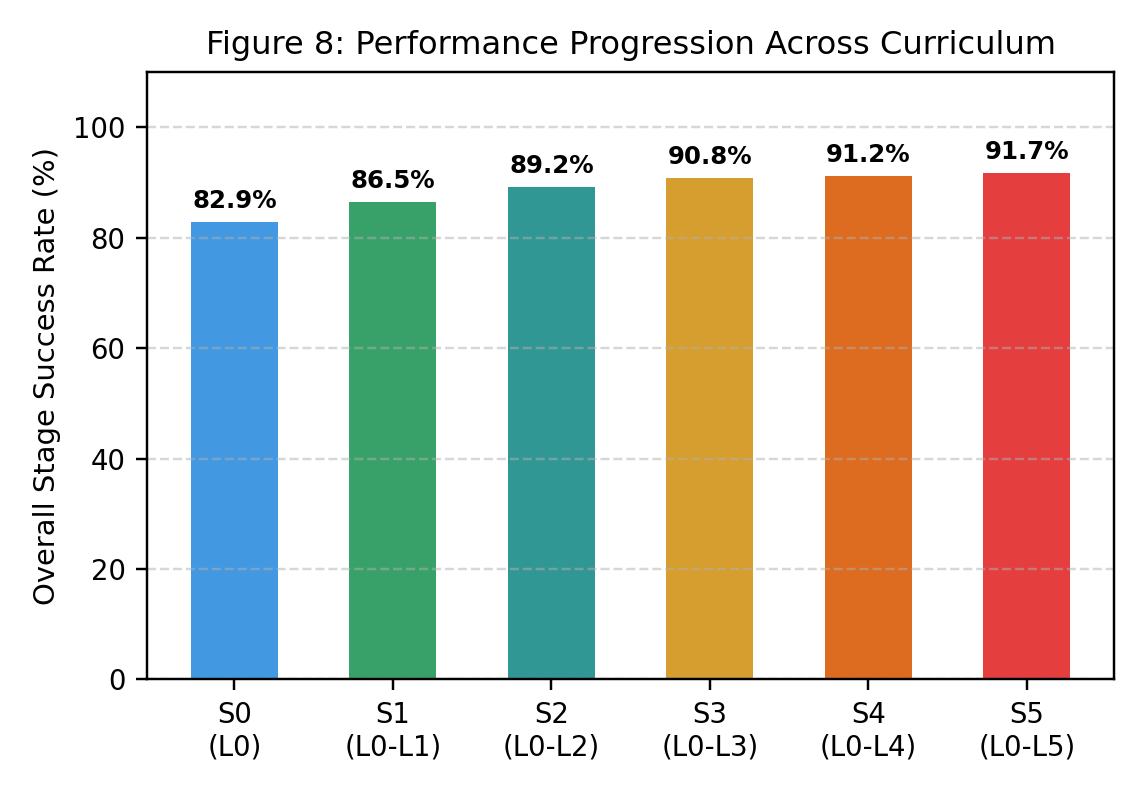 Figure 8: Performance Progression Across Curriculum
Overall Stage Success Rate (%)
100
80
60
40
20
0
82.9%
86.5%
89.2%
90.8%
91.2%
91.7%
S0
(L0)
S1
(L0-L1)
S2
(L0-L2)
S3
(L0-L3)
S4
(L0-L4)
S5
(L0-L5)